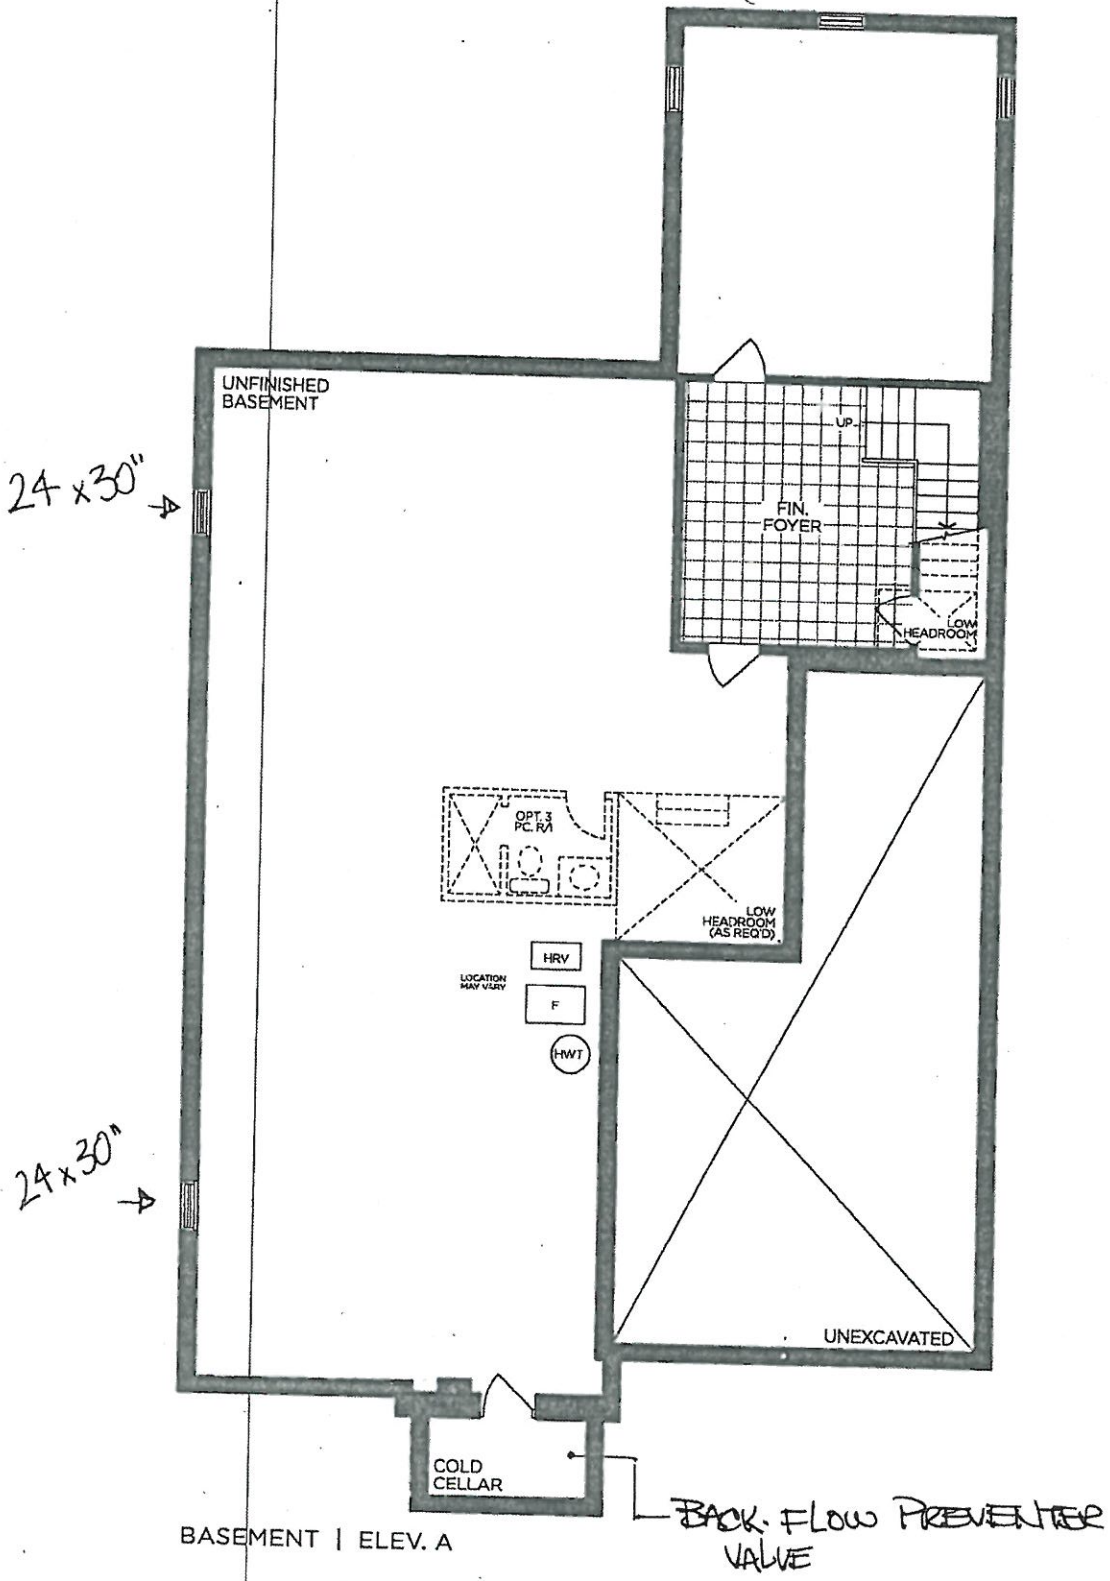 UNFINISHED
BASEMENT
UP
24 x 30"
FIN.
FOYER
LOW
HEADROOM
OPT. 3
PC. R/I
LOW
HEADROOM
(AS REQ'D)
HRV
LOCATION
MAY VARY
F
HWT
24 x 30"
UNEXCAVATED
COLD
CELLAR
BACK-FLOW PREVENTER
VALVE
BASEMENT | ELEV. A